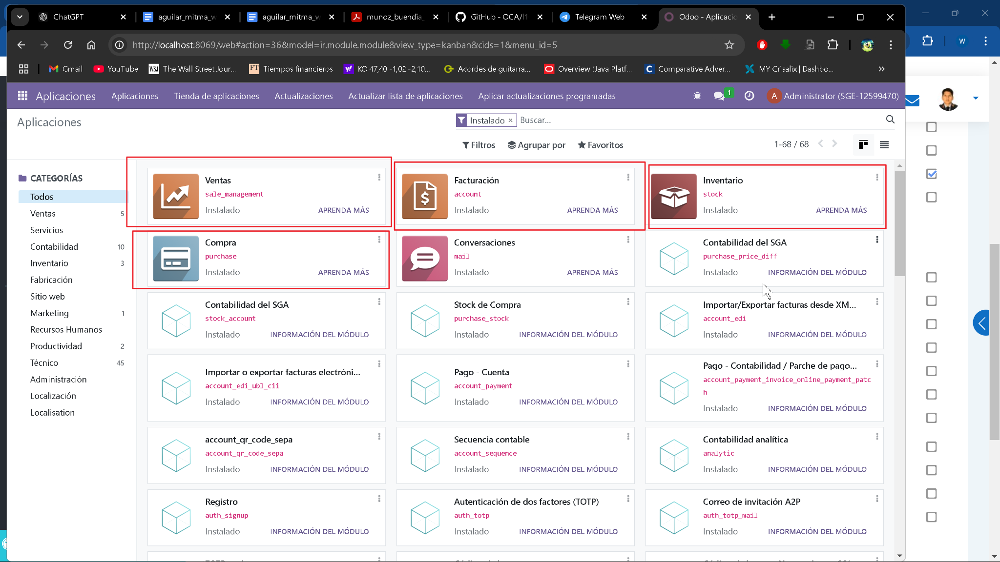 ChatGPT
aguilar_mitma_w
aguilar_mitma_w
munoz_buendia_
GitHub - OCA/l1
Telegram Web
Odoo - Aplicacio
http://localhost:8069/web#action=36&model=ir.module.module&view_type=kanban&cids=1&menu_id=5
W
Gmail
YouTube
WSJ
The Wall Street Jour...
FT
Tiempos financieros
KO 47,40 -1,02 -2,10...
Acordes de guitarra...
Overview (Java Platf...
C
Comparative Adver...
MY Crisalix | Dashbo...
Aplicaciones
Aplicaciones
Tienda de aplicaciones
Actualizaciones
Actualizar lista de aplicaciones
Aplicar actualizaciones programadas
1
A
Administrator (SGE-12599470)
Aplicaciones
Instalado
Buscar...
Filtros
Agrupar por
Favoritos
1-68 / 68
CATEGORÍAS
Todos
Ventas 5
Servicios
Contabilidad 10
Inventario 3
Fabricación
Sitio web
Marketing 1
Recursos Humanos
Productividad 2
Técnico 45
Administración
Localización
Localisation
Ventas
sale_management
Instalado APRENDA MÁS
Facturación
account
Instalado APRENDA MÁS
Inventario
stock
Instalado APRENDA MÁS
Compra
purchase
Instalado APRENDA MÁS
Conversaciones
mail
Instalado APRENDA MÁS
Contabilidad del SGA
purchase_price_diff
Instalado INFORMACIÓN DEL MÓDULO
Contabilidad del SGA
stock_account
Instalado INFORMACIÓN DEL MÓDULO
Stock de Compra
purchase_stock
Instalado INFORMACIÓN DEL MÓDULO
Importar/Exportar facturas desde XM...
account_edi
Instalado INFORMACIÓN DEL MÓDULO
Importar o exportar facturas electróni...
account_edi_ubl_cii
Instalado INFORMACIÓN DEL MÓDULO
Pago - Cuenta
account_payment
Instalado INFORMACIÓN DEL MÓDULO
Pago - Contabilidad / Parche de pago...
account_payment_invoice_online_payment_patc
h
Instalado INFORMACIÓN DEL MÓDULO
account_qr_code_sepa
account_qr_code_sepa
Instalado INFORMACIÓN DEL MÓDULO
Secuencia contable
account_sequence
Instalado INFORMACIÓN DEL MÓDULO
Contabilidad analítica
analytic
Instalado INFORMACIÓN DEL MÓDULO
Registro
auth_signup
Instalado INFORMACIÓN DEL MÓDULO
Autenticación de dos factores (TOTP)
auth_totp
Instalado INFORMACIÓN DEL MÓDULO
Correo de invitación A2P
auth_totp_mail
Instalado INFORMACIÓN DEL MÓDULO